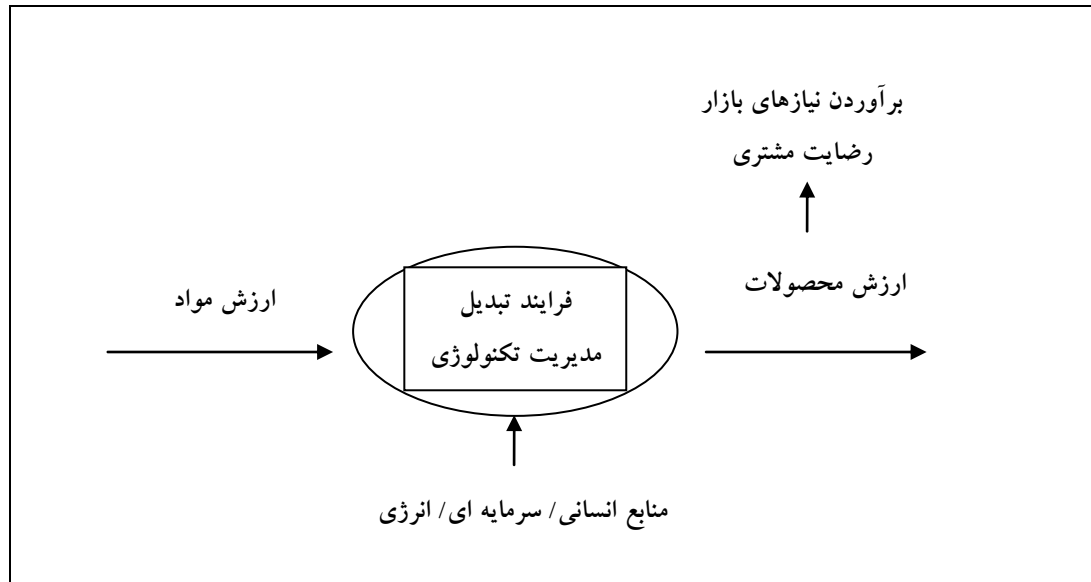 برآوردن نیازهای بازار
رضایت مشتری
ارزش محصولات
ارزش مواد
فرایند تبدیل
مدیریت تکنولوژی
منابع انسانی/ سرمایه ای/ انرژی